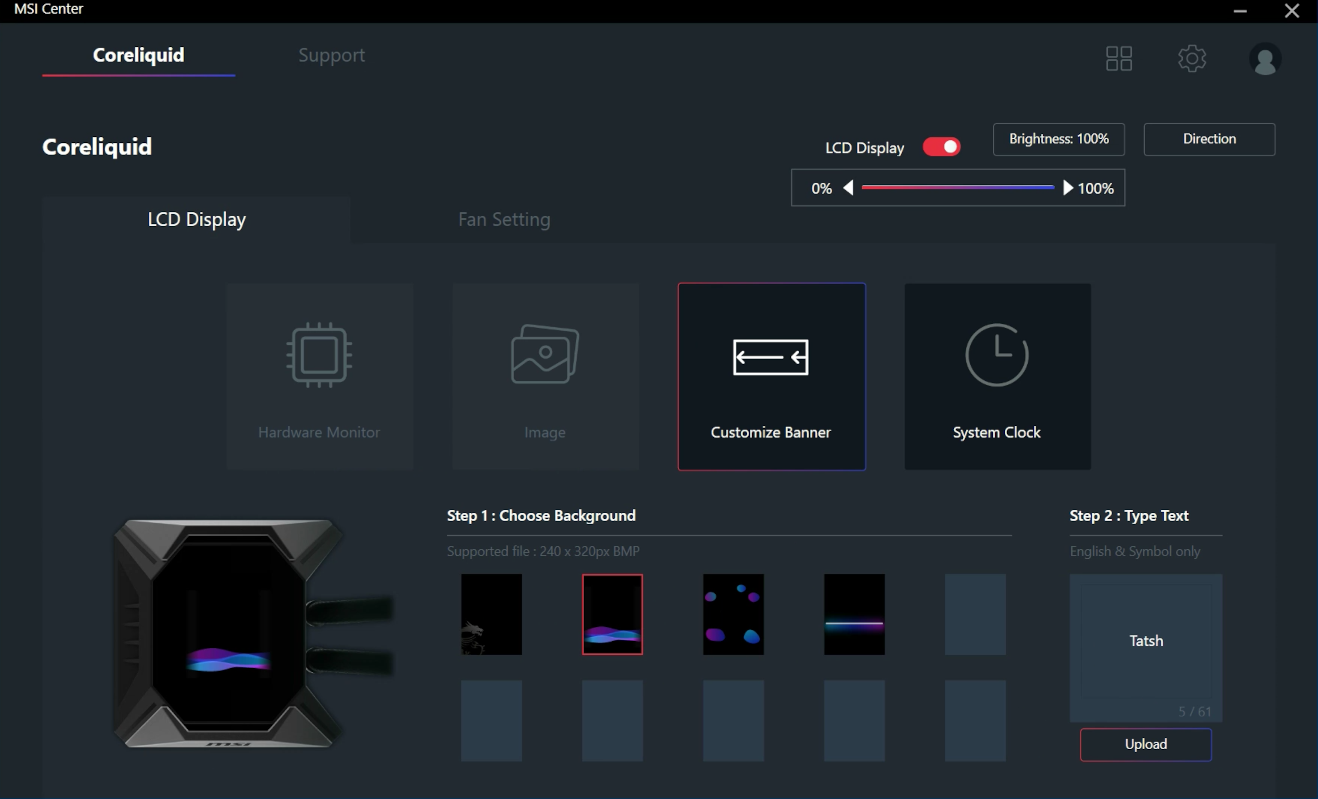 MSI Center
Coreliquid
Support
Coreliquid
LCD Display
Brightness: 100%
Direction
0%
100%
LCD Display
Fan Setting
Hardware Monitor
Image
Customize Banner
System Clock
Step 1 : Choose Background
Supported file : 240 x 320px BMP
Step 2 : Type Text
English & Symbol only
Tatsh
5 / 61
Upload
msi